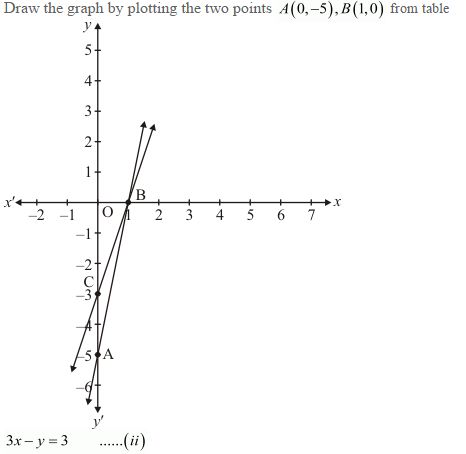 Draw the graph by plotting the two points A(0,−5), B(1,0) from table
y
5
4
3
2
1
B
x' −2 −1 O 1 2 3 4 5 6 7 x
−1
−2
C
−3
−4
−5 A
−6
y'
3x − y = 3 ......(ii)